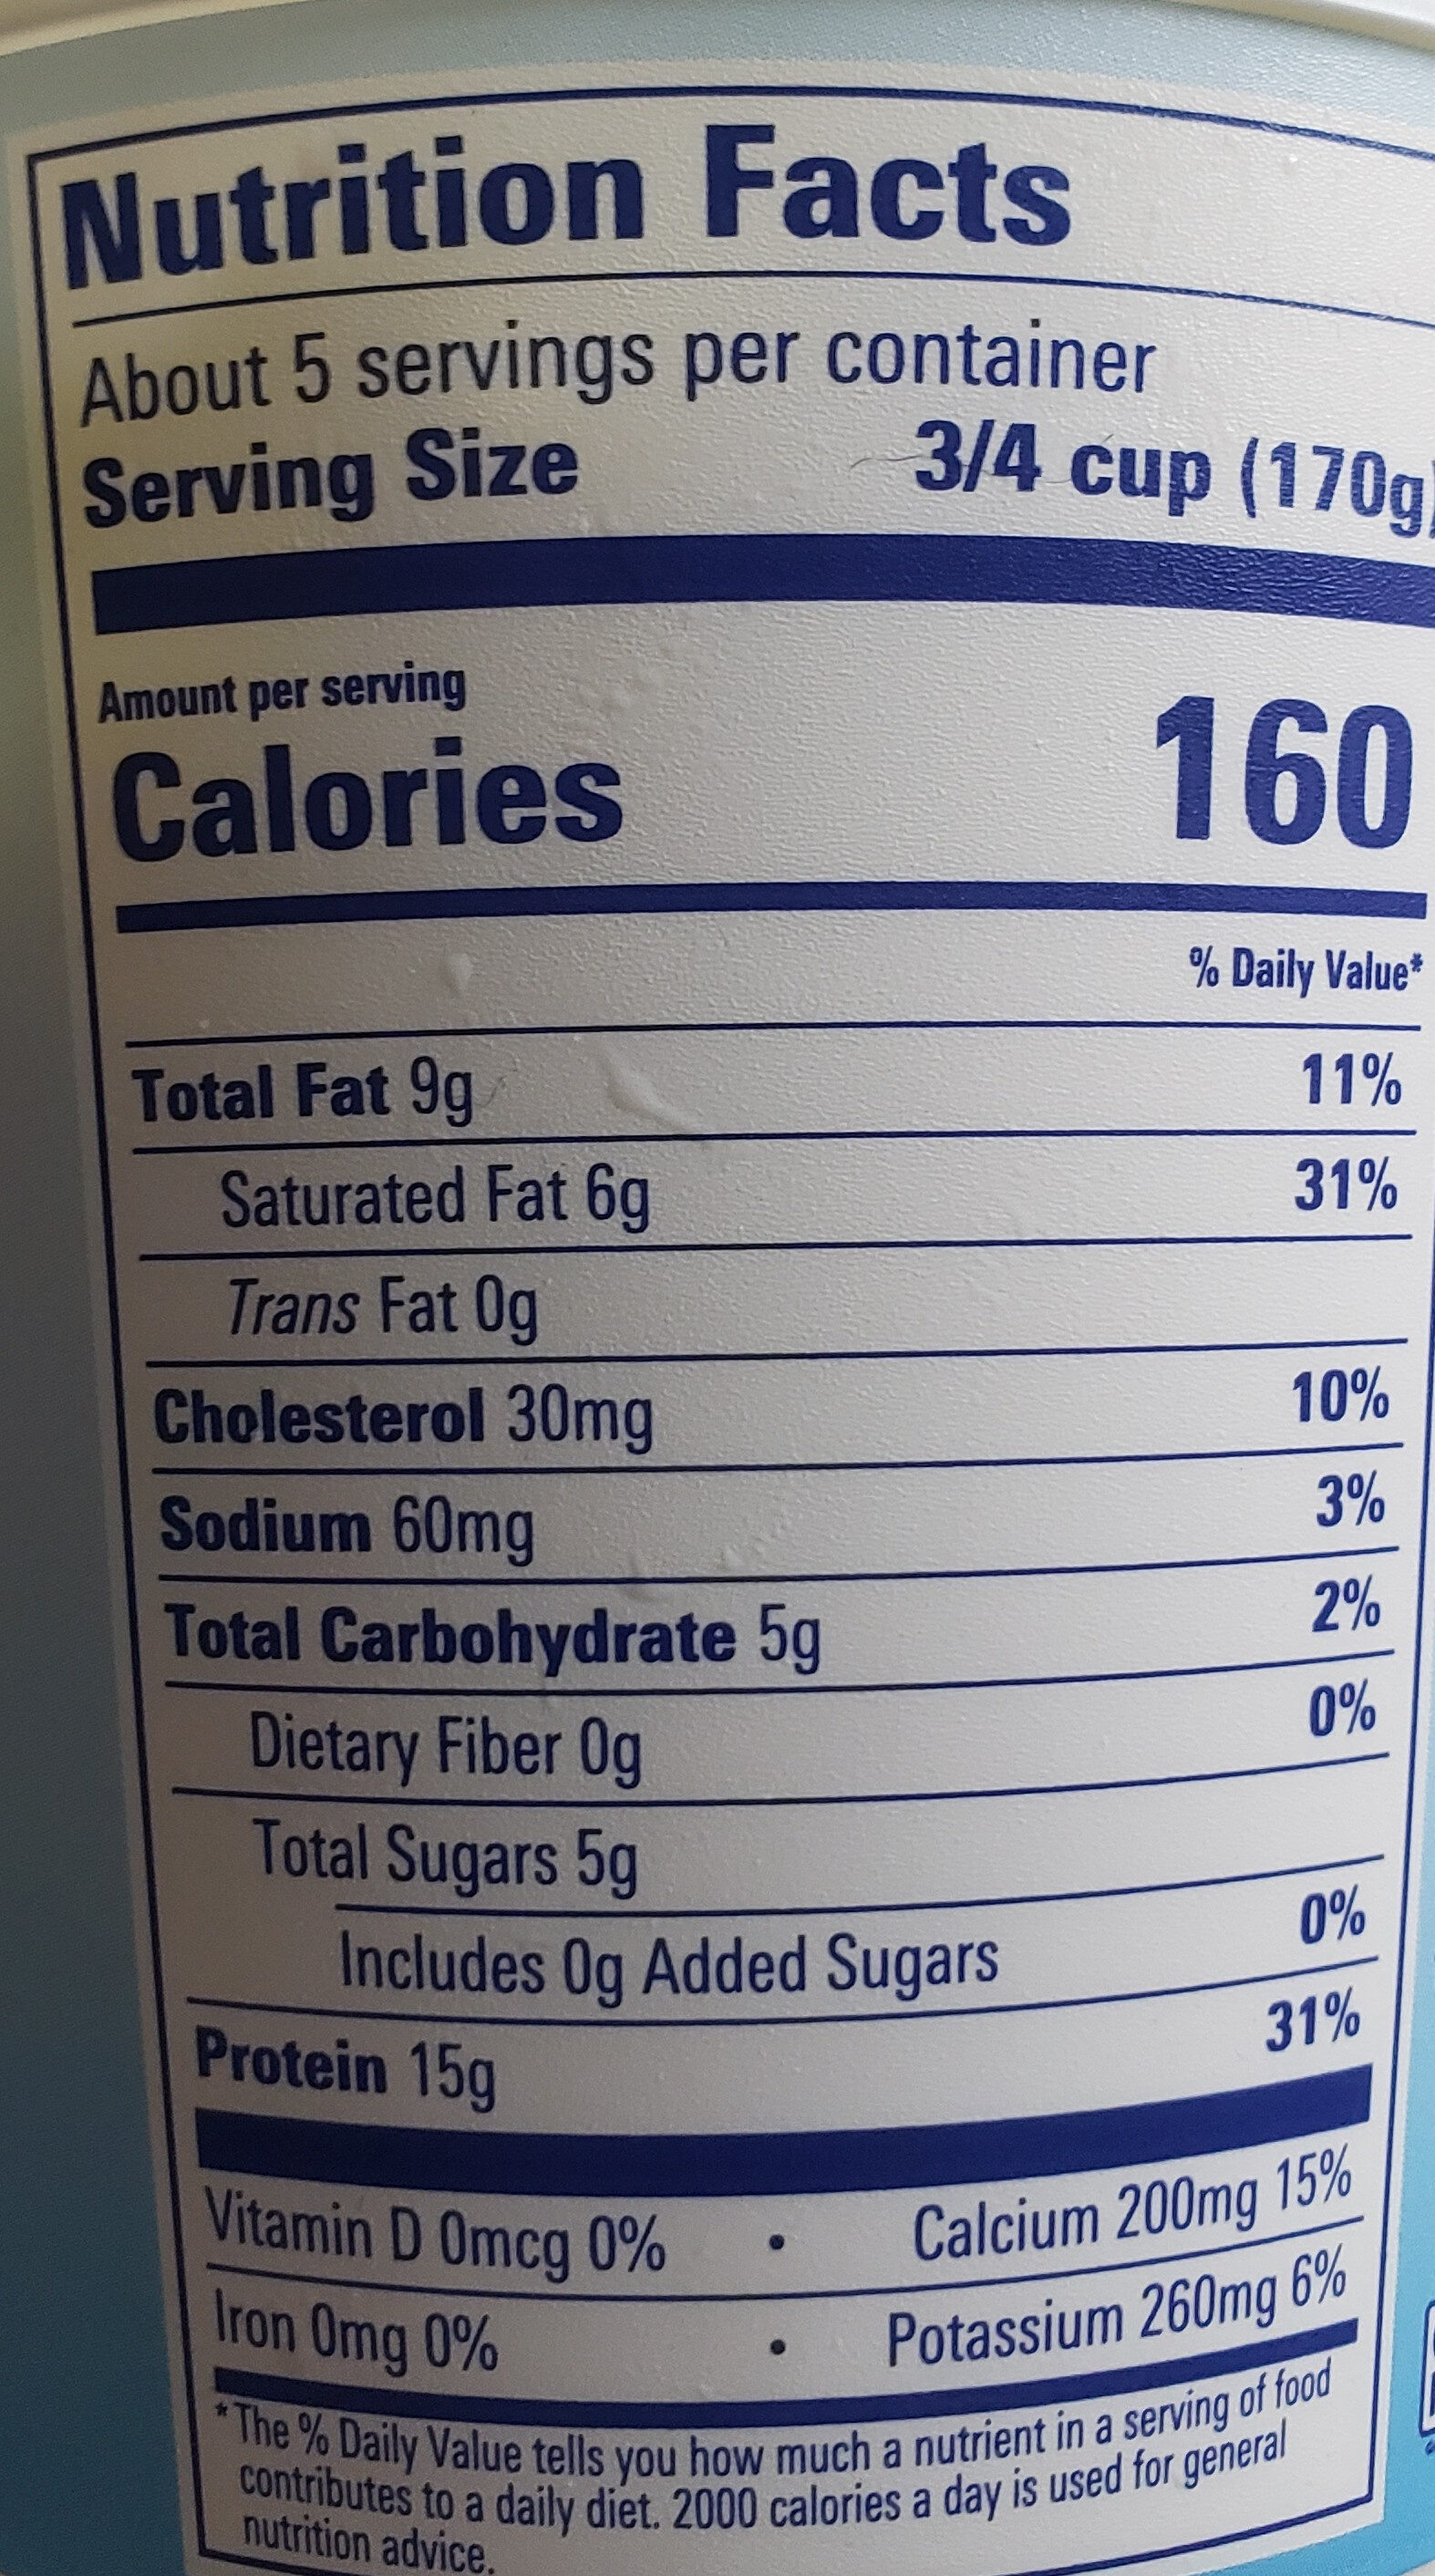 Nutrition Facts
About 5 servings per container
Serving Size 3/4 cup (170g)
Amount per serving
Calories 160
% Daily Value*
Total Fat 9g 11%
Saturated Fat 6g 31%
Trans Fat 0g
Cholesterol 30mg 10%
Sodium 60mg 3%
Total Carbohydrate 5g 2%
Dietary Fiber 0g 0%
Total Sugars 5g
Includes 0g Added Sugars 0%
Protein 15g 31%
Vitamin D 0mcg 0% • Calcium 200mg 15%
Iron 0mg 0% • Potassium 260mg 6%
*The % Daily Value tells you how much a nutrient in a serving of food
contributes to a daily diet. 2000 calories a day is used for general
nutrition advice.